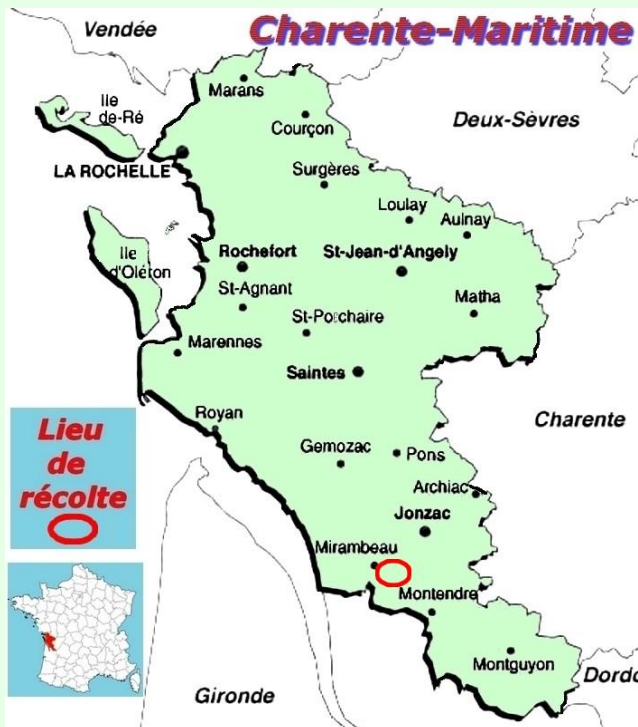 Vendée
Charente-Maritime
Ile
de-Ré
Marans
Courçon
Deux-Sèvres
LA ROCHELLE
Surgères
Loulay
Aulnay
Ile
d'Oléron
Rochefort
St-Jean-d'Angely
St-Agnant
St-Porchaire
Matha
Marennes
Saintes
Lieu
de
récolte
Royan
Charente
Gemozac
Pons
Archiac
Jonzac
Mirambeau
Montendre
Montguyon
Gironde
Dordo